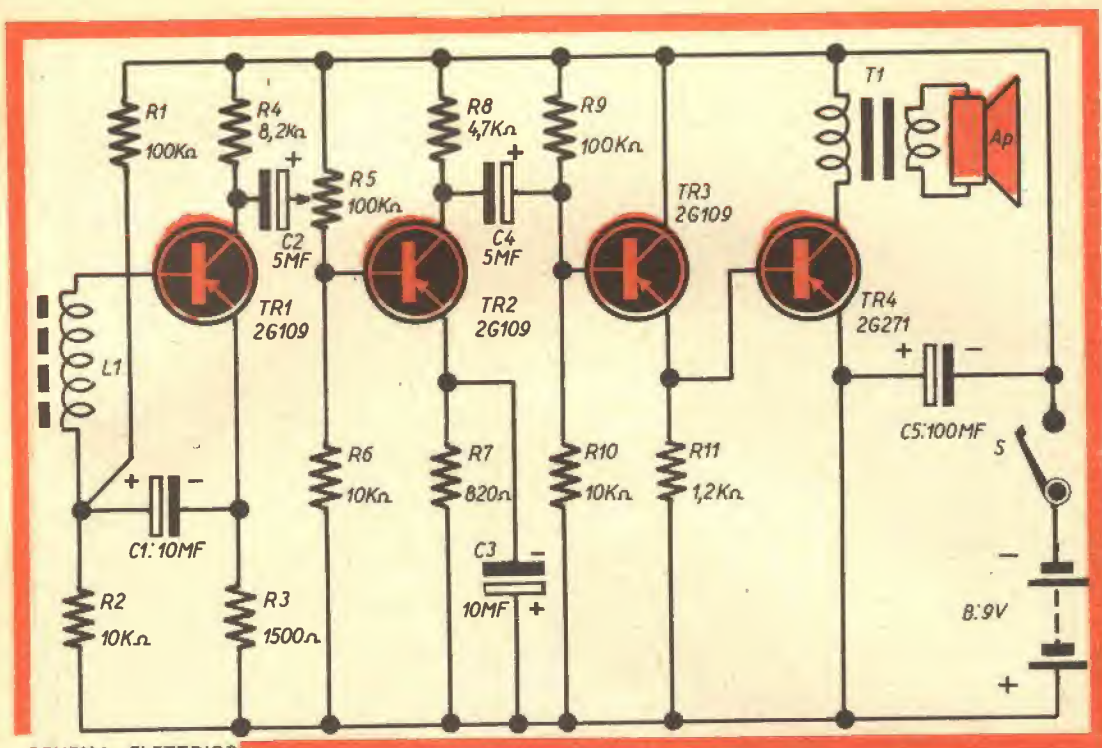 R1
100KΩ
R4
8,2KΩ
+
C2
5MF
R5
100KΩ
R8
4,7KΩ
+
C4
5MF
R9
100KΩ
T1
Ap
TR1
2G109
TR2
2G109
TR3
2G109
TR4
2G271
L1
+ -
C1:10MF
R2
10KΩ
R3
1500Ω
R6
10KΩ
R7
820Ω
C3
-
10MF
+
R10
10KΩ
R11
1,2KΩ
+ -
C5:100MF
S
-
B:9V
+